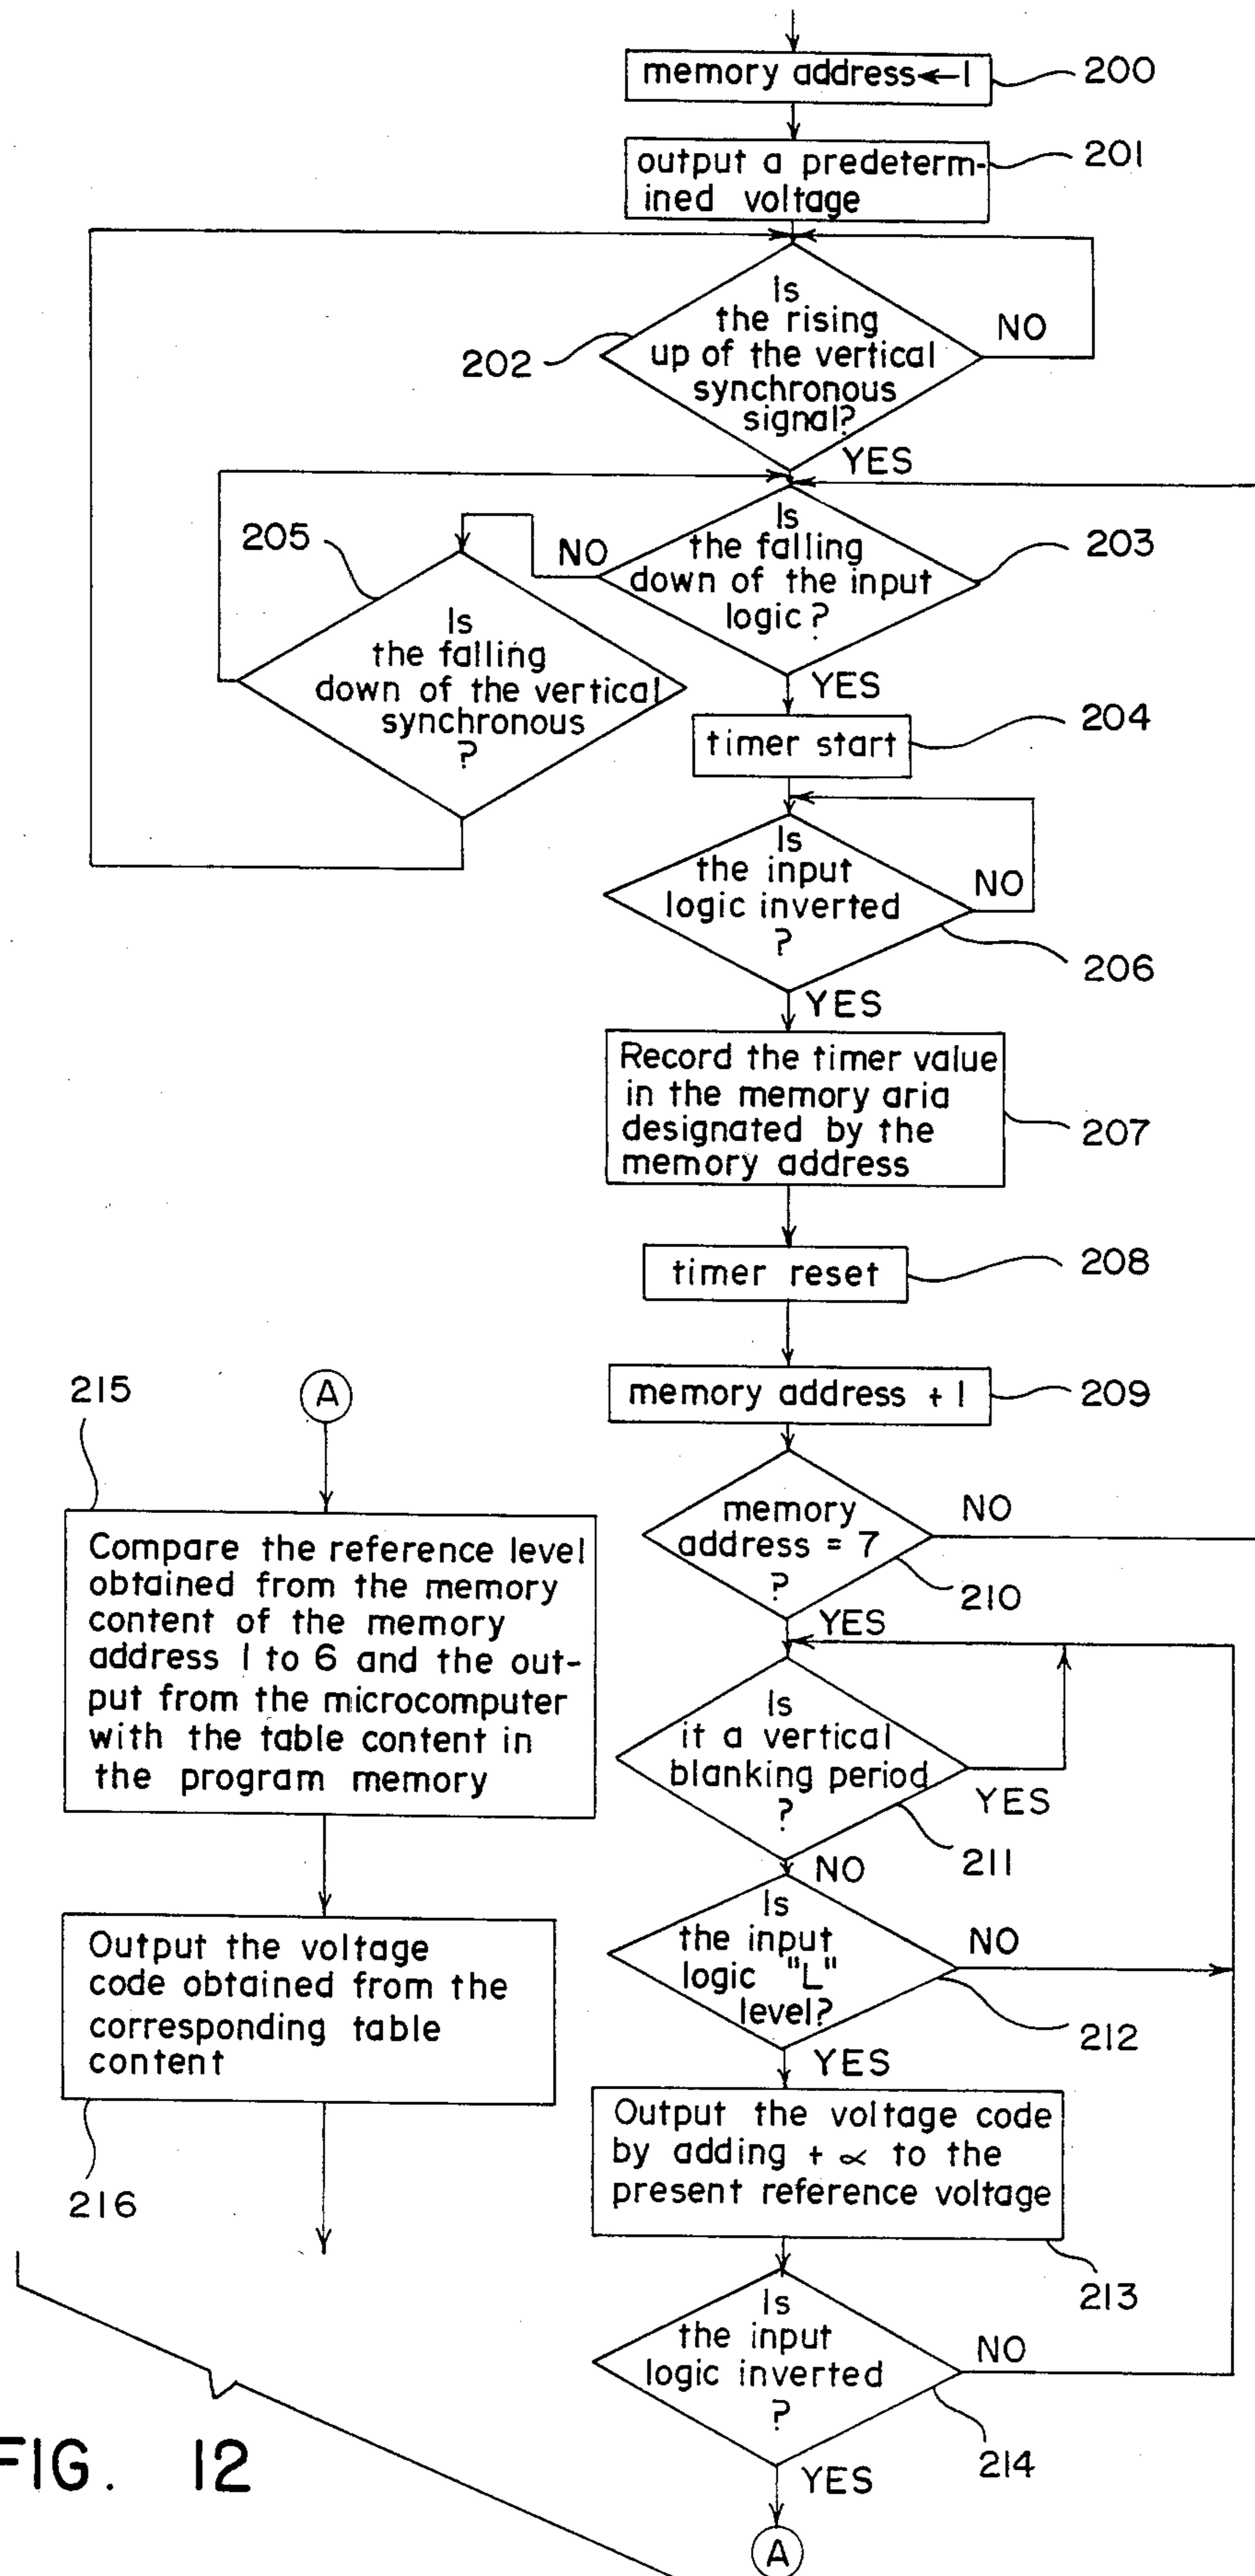 memory address←1
200
output a predeterm-
ined voltage
201
Is
the rising
up of the vertical
synchronous
signal?
202
NO
YES
Is
the falling
down of the input
logic?
203
NO
YES
205
Is
the falling
down of the vertical
synchronous
?
timer start
204
Is
the input
logic inverted
?
NO
206
YES
Record the timer value
in the memory aria
designated by the
memory address
207
timer reset
208
memory address + 1
209
memory
address = 7
?
NO
210
YES
Is
it a vertical
blanking period
?
YES
211
NO
Is
the input
logic "L"
level?
NO
212
YES
Output the voltage code
by adding + ∝ to the
present reference voltage
213
Is
the input
logic inverted
?
NO
214
YES
A
215
A
Compare the reference level
obtained from the memory
content of the memory
address 1 to 6 and the out-
put from the microcomputer
with the table content in
the program memory
Output the voltage
code obtained from the
corresponding table
content
216
FIG. 12